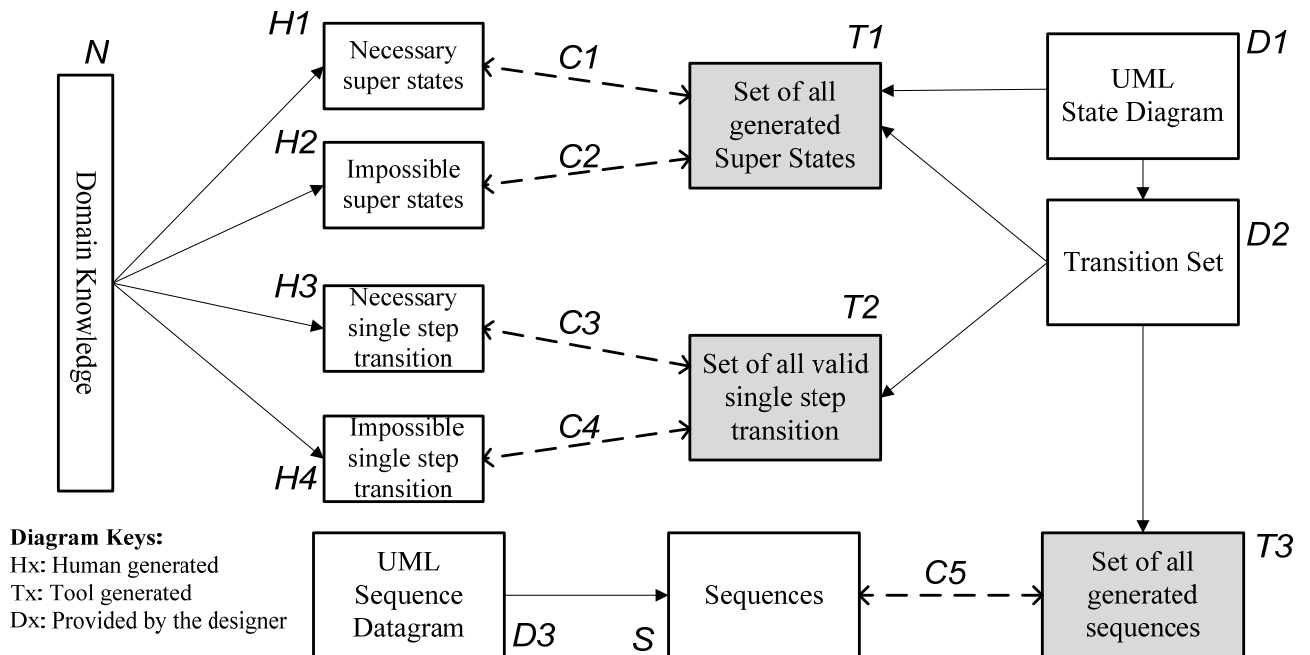 N
H1
Necessary
super states
C1
T1
Set of all
generated
Super States
D1
UML
State Diagram
H2
Impossible
super states
C2
Domain Knowledge
D2
Transition Set
H3
Necessary
single step
transition
C3
T2
Set of all valid
single step
transition
H4
Impossible
single step
transition
C4
Diagram Keys:
Hx: Human generated
Tx: Tool generated
Dx: Provided by the designer
UML
Sequence
Datagram
D3
S
Sequences
C5
T3
Set of all
generated
sequences